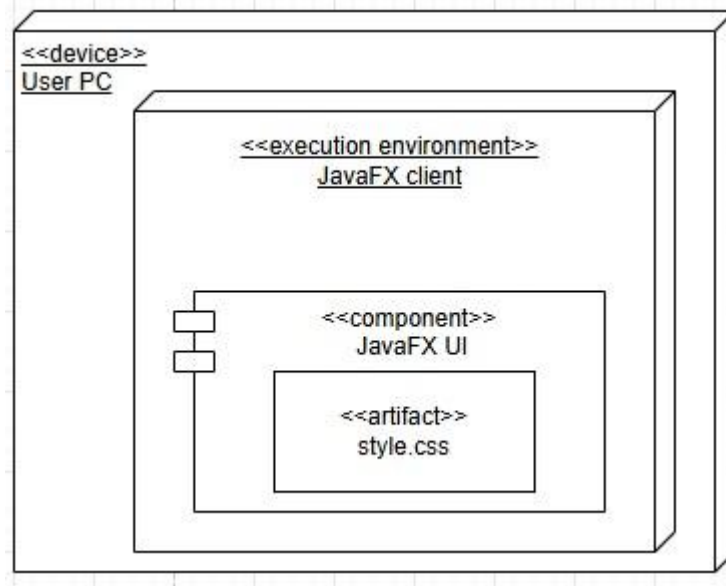 <<device>>
User PC
<<execution environment>>
JavaFX client
<<component>>
JavaFX UI
<<artifact>>
style.css